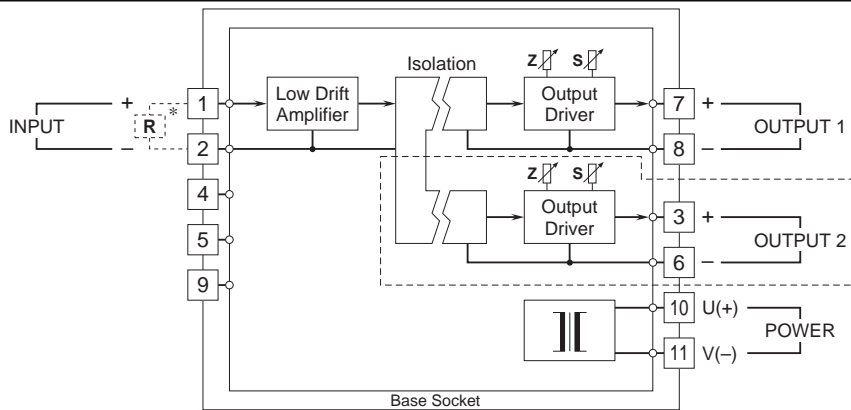 Isolation
Z S
INPUT
+
–
R
*
1
2
4
5
9
Low Drift
Amplifier
Output
Driver
7 +
8 –
OUTPUT 1
Z S
Output
Driver
3 +
6 –
OUTPUT 2
10 U(+)
11 V(–)
POWER
Base Socket